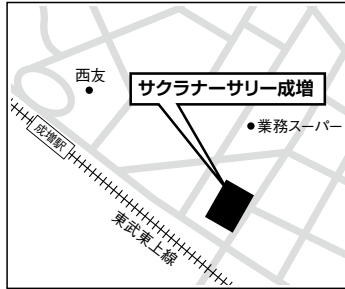 西友
サクラナーサリー成増
業務スーパー
成増駅
東武東上線